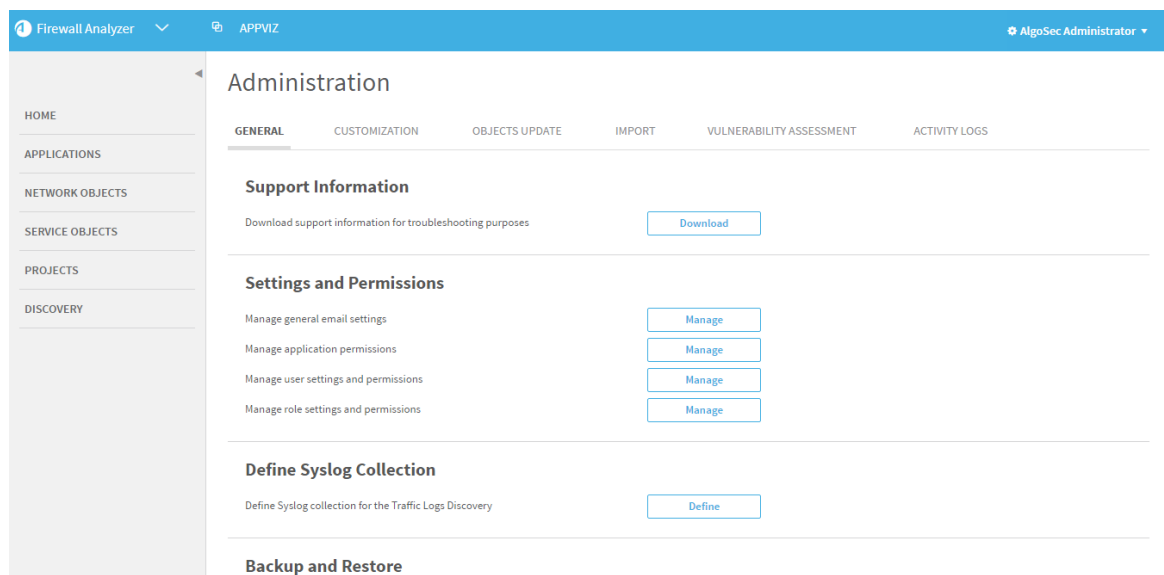 Firewall Analyzer
APPVIZ
AlgoSec Administrator
HOME
APPLICATIONS
NETWORK OBJECTS
SERVICE OBJECTS
PROJECTS
DISCOVERY
Administration
GENERAL CUSTOMIZATION OBJECTS UPDATE IMPORT VULNERABILITY ASSESSMENT ACTIVITY LOGS
Support Information
Download support information for troubleshooting purposes Download
Settings and Permissions
Manage general email settings Manage
Manage application permissions Manage
Manage user settings and permissions Manage
Manage role settings and permissions Manage
Define Syslog Collection
Define Syslog collection for the Traffic Logs Discovery Define
Backup and Restore